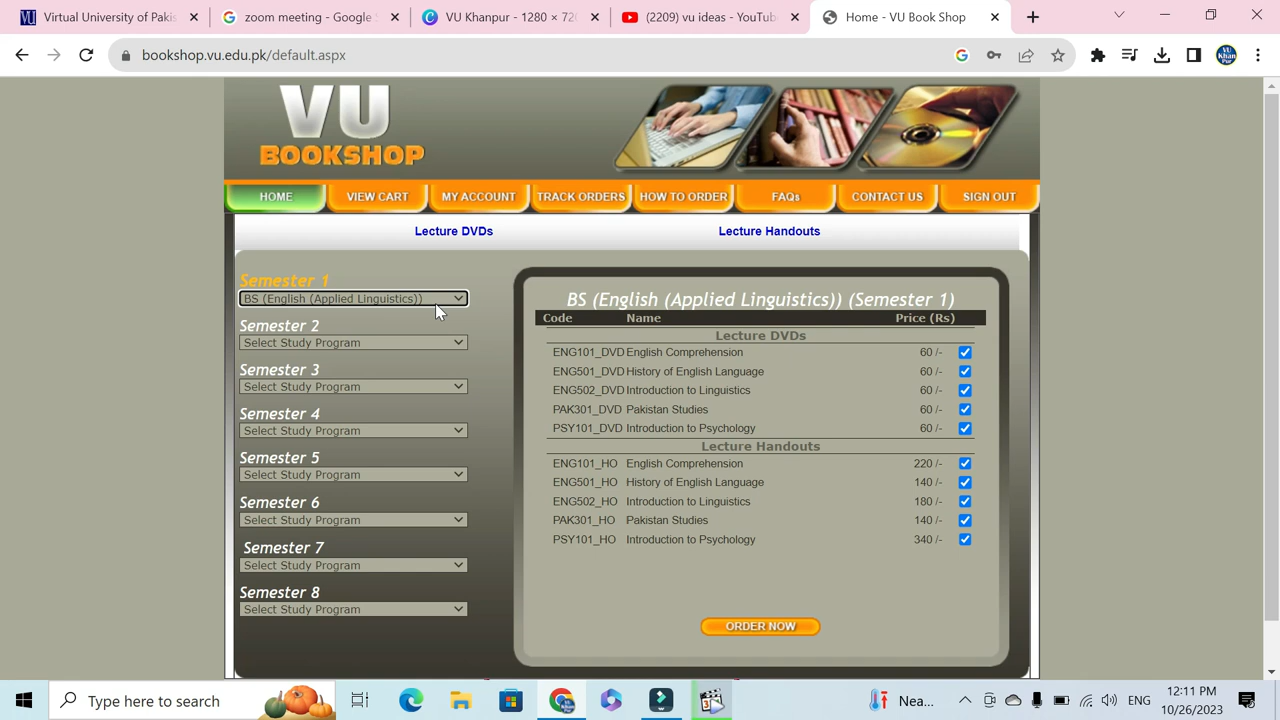 Virtual University of Pakis
zoom meeting - Google S
VU Khanpur - 1280 × 720
(2209) vu ideas - YouTube
Home - VU Book Shop
bookshop.vu.edu.pk/default.aspx
VU
BOOKSHOP
HOME VIEW CART MY ACCOUNT TRACK ORDERS HOW TO ORDER FAQs CONTACT US SIGN OUT
Lecture DVDs Lecture Handouts
Semester 1
BS (English (Applied Linguistics))
Semester 2
Select Study Program
Semester 3
Select Study Program
Semester 4
Select Study Program
Semester 5
Select Study Program
Semester 6
Select Study Program
Semester 7
Select Study Program
Semester 8
Select Study Program
BS (English (Applied Linguistics)) (Semester 1)
Code Name Price (Rs)
Lecture DVDs
ENG101_DVD English Comprehension 60 /-
ENG501_DVD History of English Language 60 /-
ENG502_DVD Introduction to Linguistics 60 /-
PAK301_DVD Pakistan Studies 60 /-
PSY101_DVD Introduction to Psychology 60 /-
Lecture Handouts
ENG101_HO English Comprehension 220 /-
ENG501_HO History of English Language 140 /-
ENG502_HO Introduction to Linguistics 180 /-
PAK301_HO Pakistan Studies 140 /-
PSY101_HO Introduction to Psychology 340 /-
ORDER NOW
Type here to search
Nea...
ENG
12:11 PM
10/26/2023